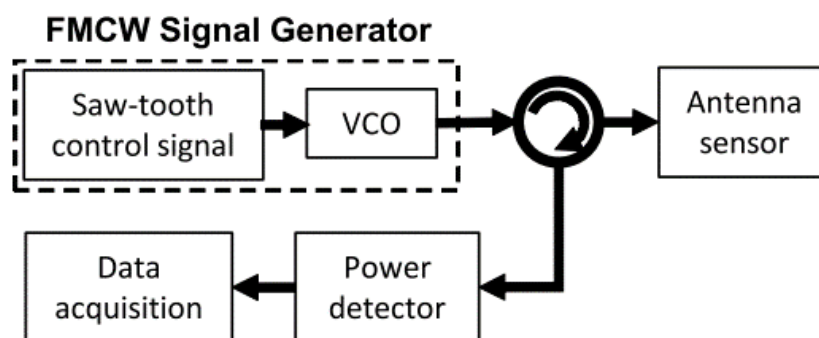 FMCW Signal Generator
Saw-tooth
control signal
VCO
Antenna
sensor
Data
acquisition
Power
detector